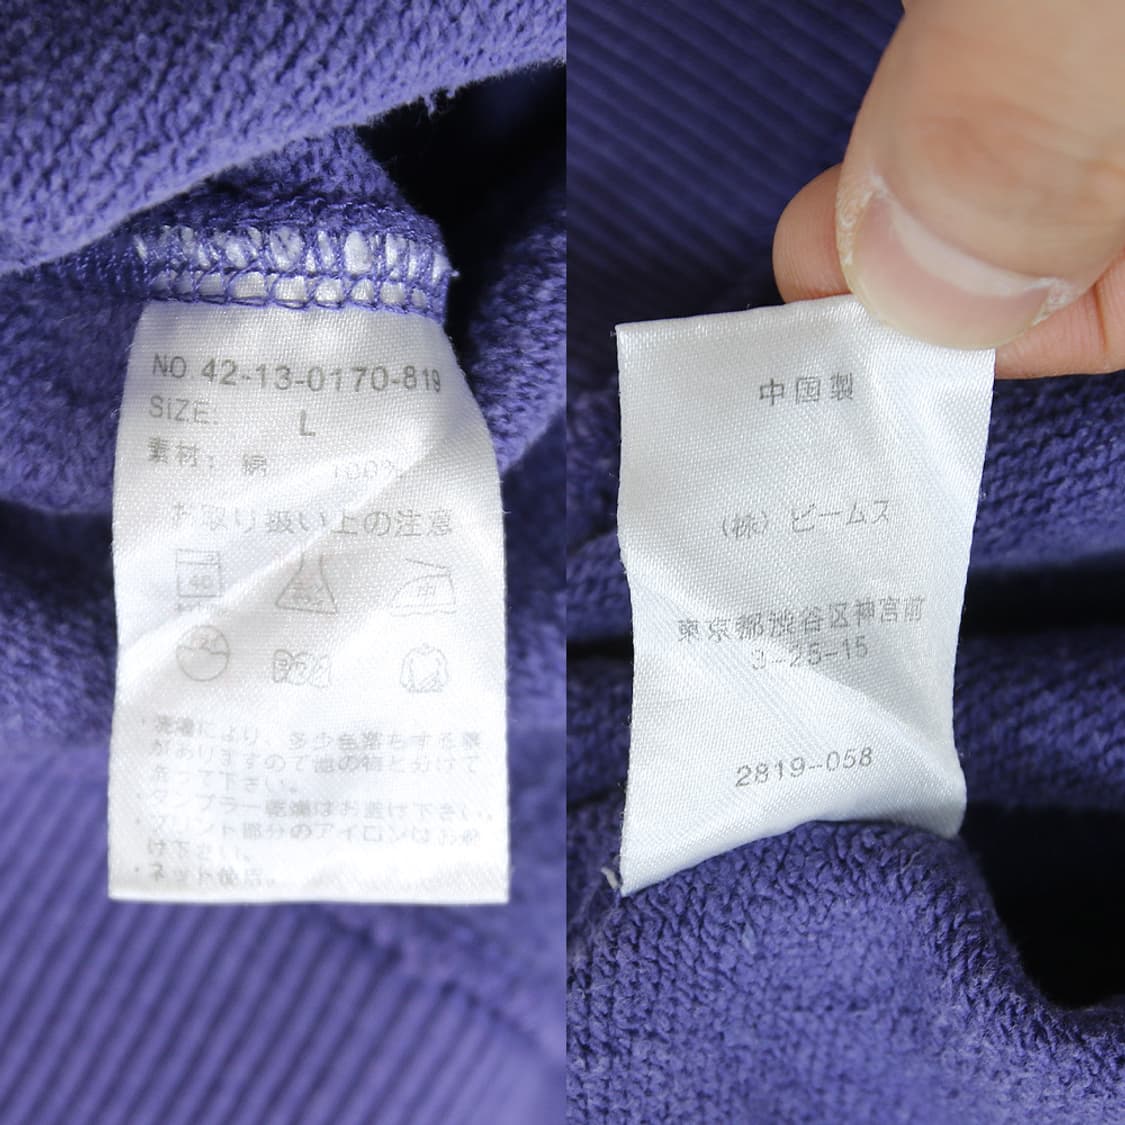 NO. 42-13-0170-819
SIZE: L
素材: 綿 100%
お取り扱い上の注意
40
・洗濯により、多少色落ちする事
がありますので他の物と分けて
洗って下さい。
・タンブラー乾燥はお避け下さい。
・プリント部分のアイロンはお避
け下さい。
・ネット使用。
中国製
(株) ビームス
東京都渋谷区神宮前
3-25-15
2819-058